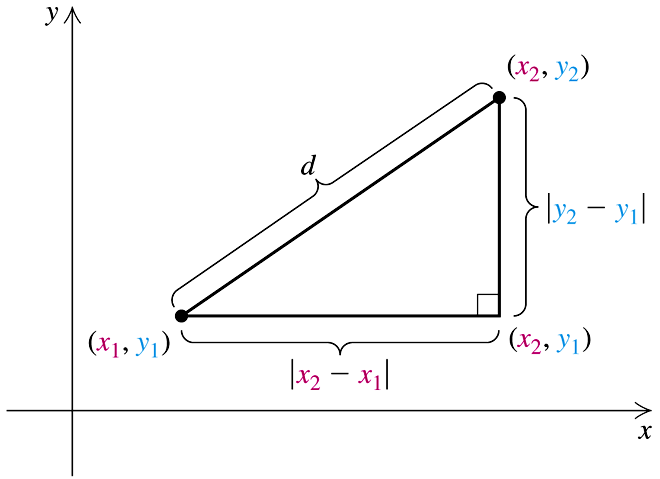 y
(x₂, y₂)
d
|y₂ − y₁|
(x₁, y₁)
(x₂, y₁)
|x₂ − x₁|
x